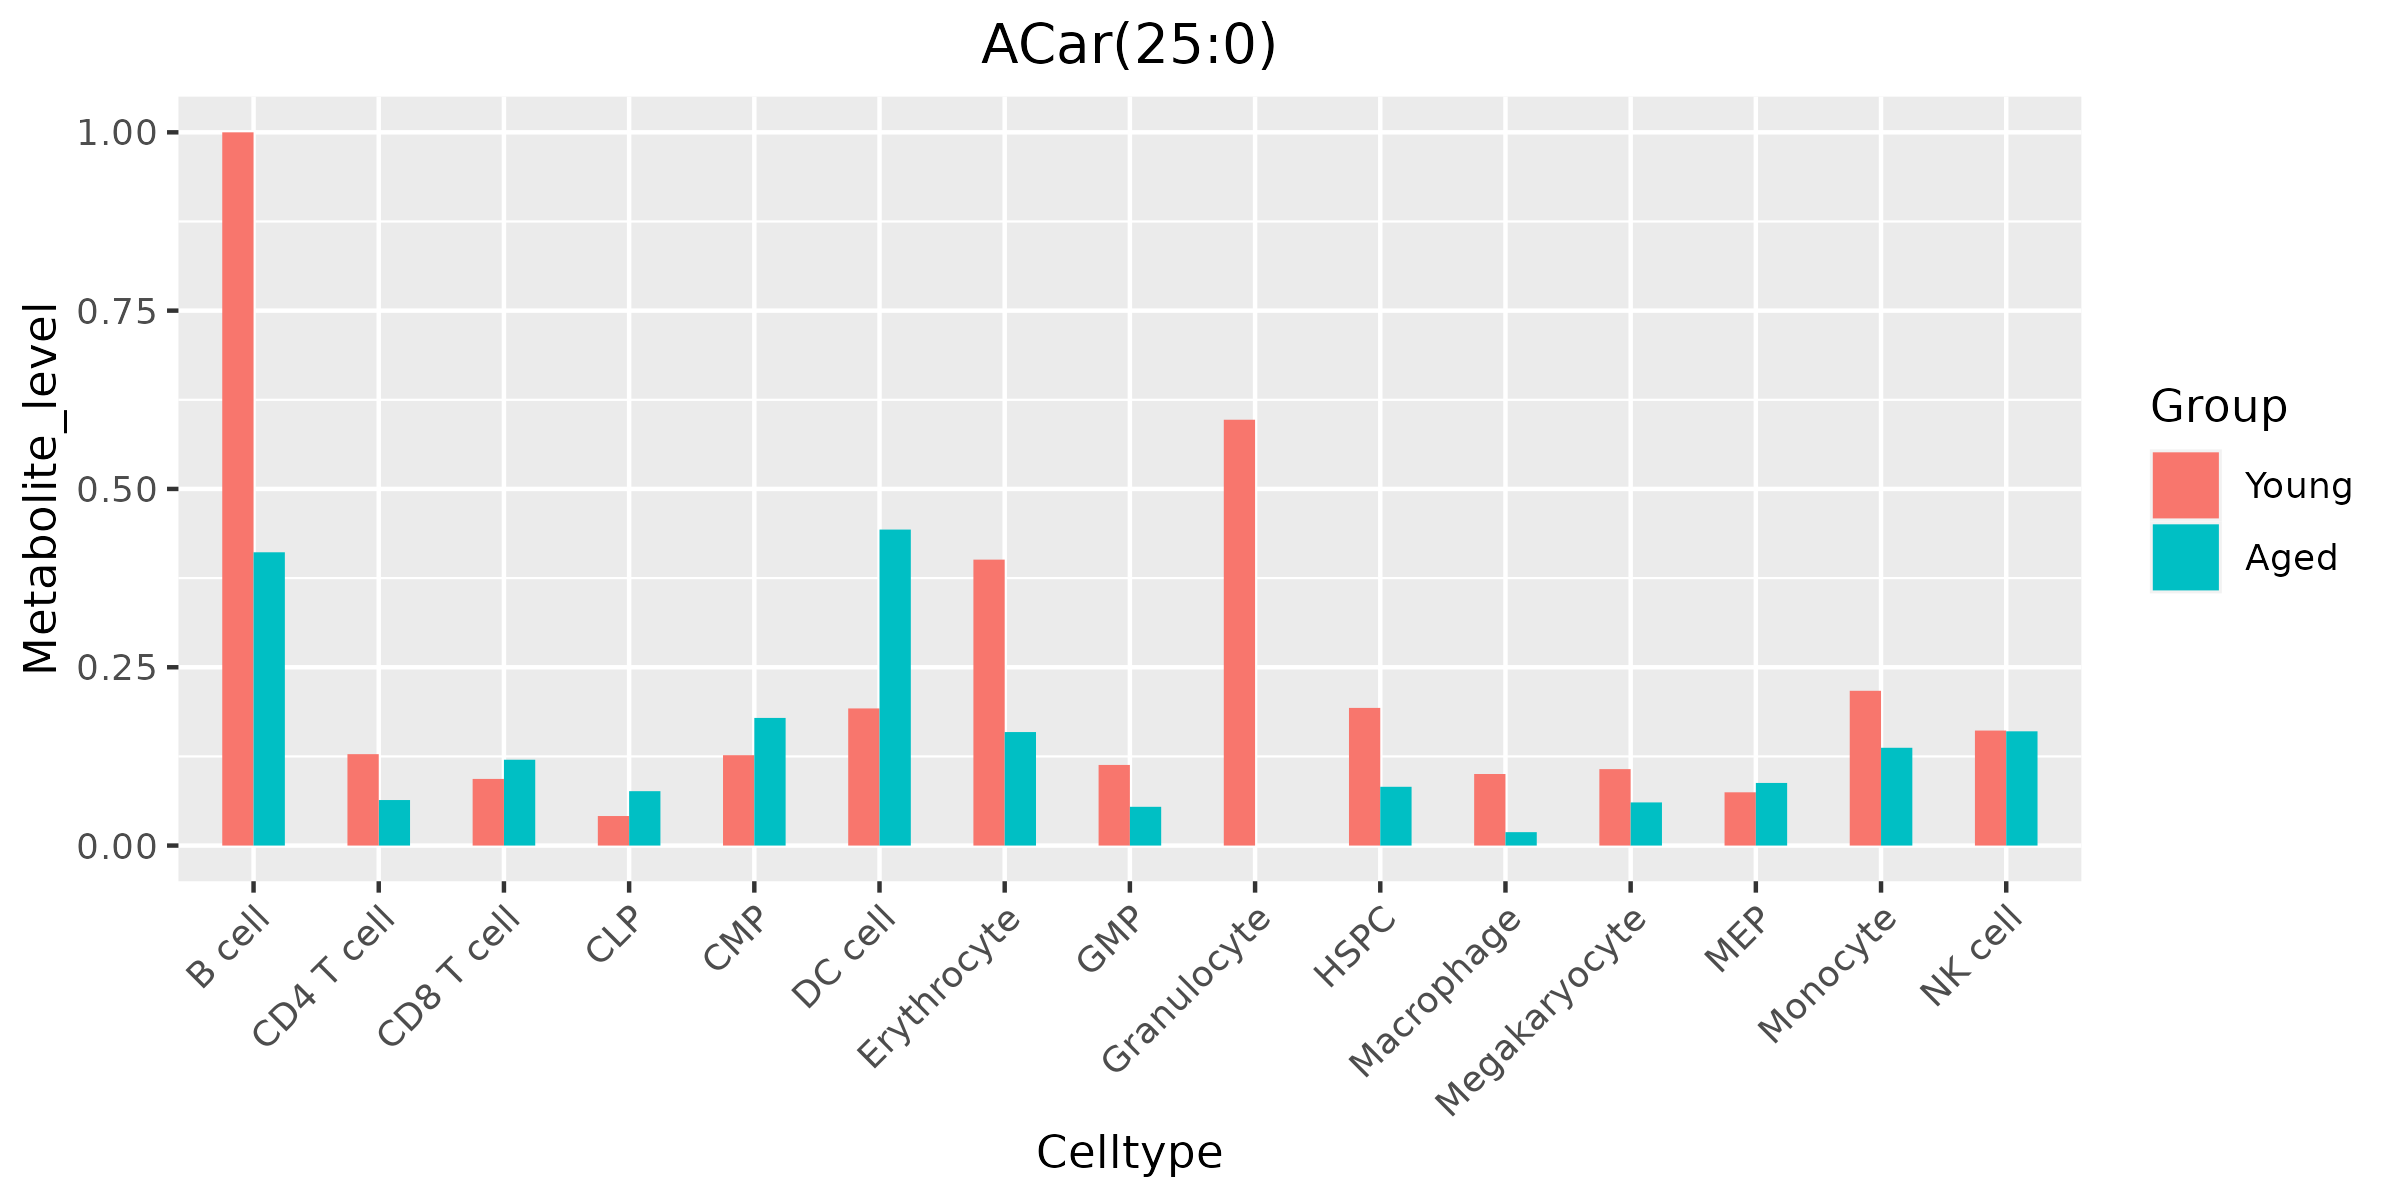 ACar(25:0)
Metabolite_level
1.00
0.75
0.50
0.25
0.00
B cell
CD4 T cell
CD8 T cell
CLP
CMP
DC cell
Erythrocyte
GMP
Granulocyte
HSPC
Macrophage
Megakaryocyte
MEP
Monocyte
NK cell
Celltype
Group
Young
Aged